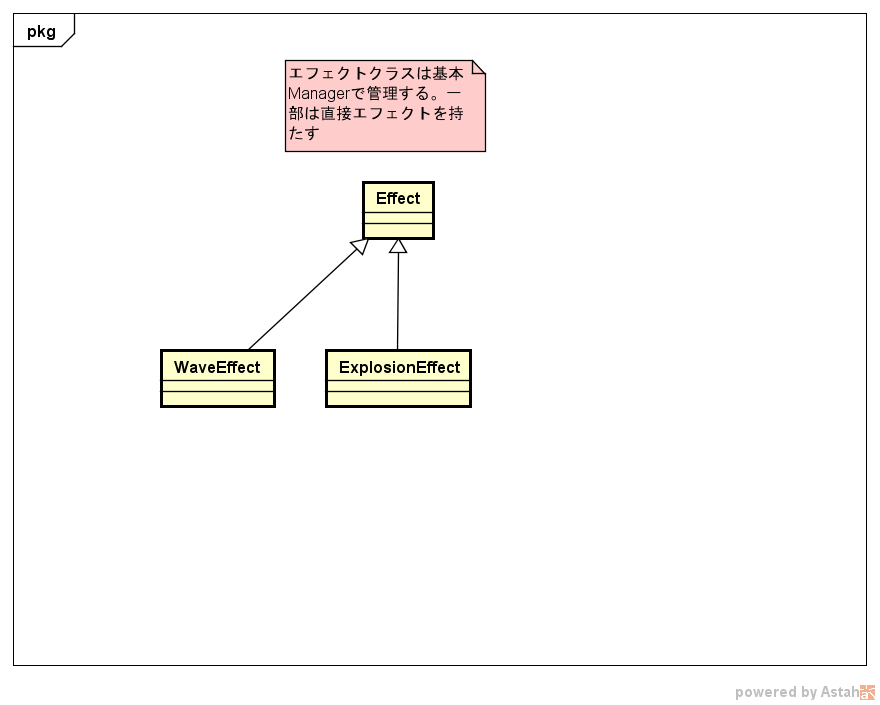 pkg
エフェクトクラスは基本
Managerで管理する。一
部は直接エフェクトを持
たす
Effect
WaveEffect
ExplosionEffect
powered by Astah